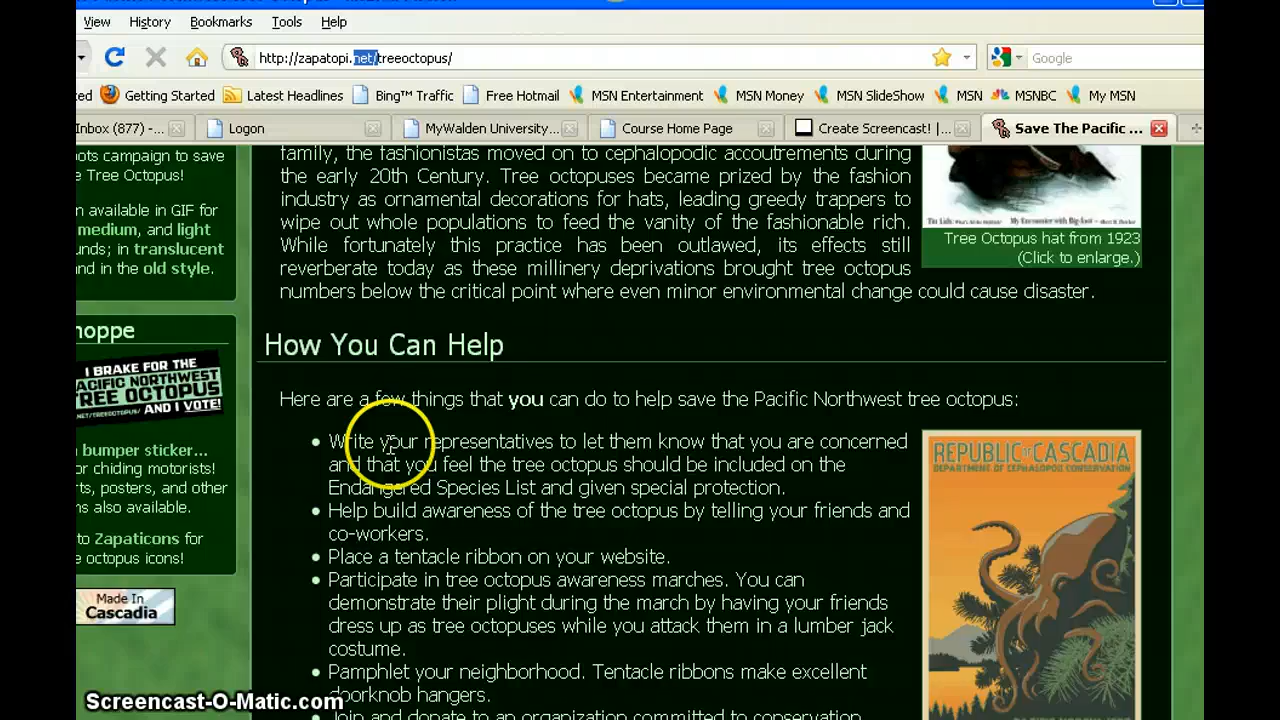 View History Bookmarks Tools Help
http://zapatopi.net/treeoctopus/
Google
ed Getting Started Latest Headlines Bing™ Traffic Free Hotmail MSN Entertainment MSN Money MSN SlideShow MSN MSNBC My MSN
Inbox (877) -... Logon MyWalden University... Course Home Page Create Screencast! |... Save The Pacific ...
oots campaign to save
e Tree Octopus!
n available in GIF for
medium, and light
unds; in translucent
and in the old style.
hoppe
I BRAKE FOR THE
PACIFIC NORTHWEST
TREE OCTOPUS
.NET/TREEOCTOPUS/ AND I VOTE!
bumper sticker...
or chiding motorists!
rts, posters, and other
ns also available.
to Zapaticons for
e octopus icons!
Made In
Cascadia
family, the fashionistas moved on to cephalopodic accoutrements during
the early 20th Century. Tree octopuses became prized by the fashion
industry as ornamental decorations for hats, leading greedy trappers to
wipe out whole populations to feed the vanity of the fashionable rich.
While fortunately this practice has been outlawed, its effects still
reverberate today as these millinery deprivations brought tree octopus
numbers below the critical point where even minor environmental change could cause disaster.
Tree Octopus hat from 1923
(Click to enlarge.)
How You Can Help
Here are a few things that you can do to help save the Pacific Northwest tree octopus:
Write your representatives to let them know that you are concerned
and that you feel the tree octopus should be included on the
Endangered Species List and given special protection.
Help build awareness of the tree octopus by telling your friends and
co-workers.
Place a tentacle ribbon on your website.
Participate in tree octopus awareness marches. You can
demonstrate their plight during the march by having your friends
dress up as tree octopuses while you attack them in a lumber jack
costume.
Pamphlet your neighborhood. Tentacle ribbons make excellent
doorknob hangers.
Join and donate to an organization committed to conservation
REPUBLIC OF CASCADIA
DEPARTMENT OF CEPHALOPOD CONSERVATION
Screencast-O-Matic.com